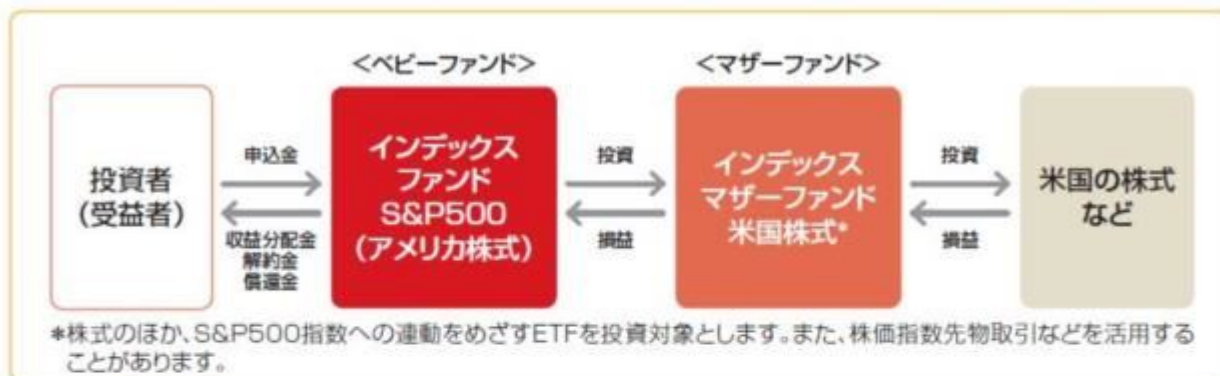 <ベビーファンド>
<マザーファンド>
投資者
(受益者)
申込金
収益分配金
解約金
償還金
インデックス
ファンド
S&P500
(アメリカ株式)
投資
損益
インデックス
マザーファンド
米国株式*
投資
損益
米国の株式
など
*株式のほか、S&P500指数への連動をめざすETFを投資対象とします。また、株価指数先物取引などを活用する
ことがあります。